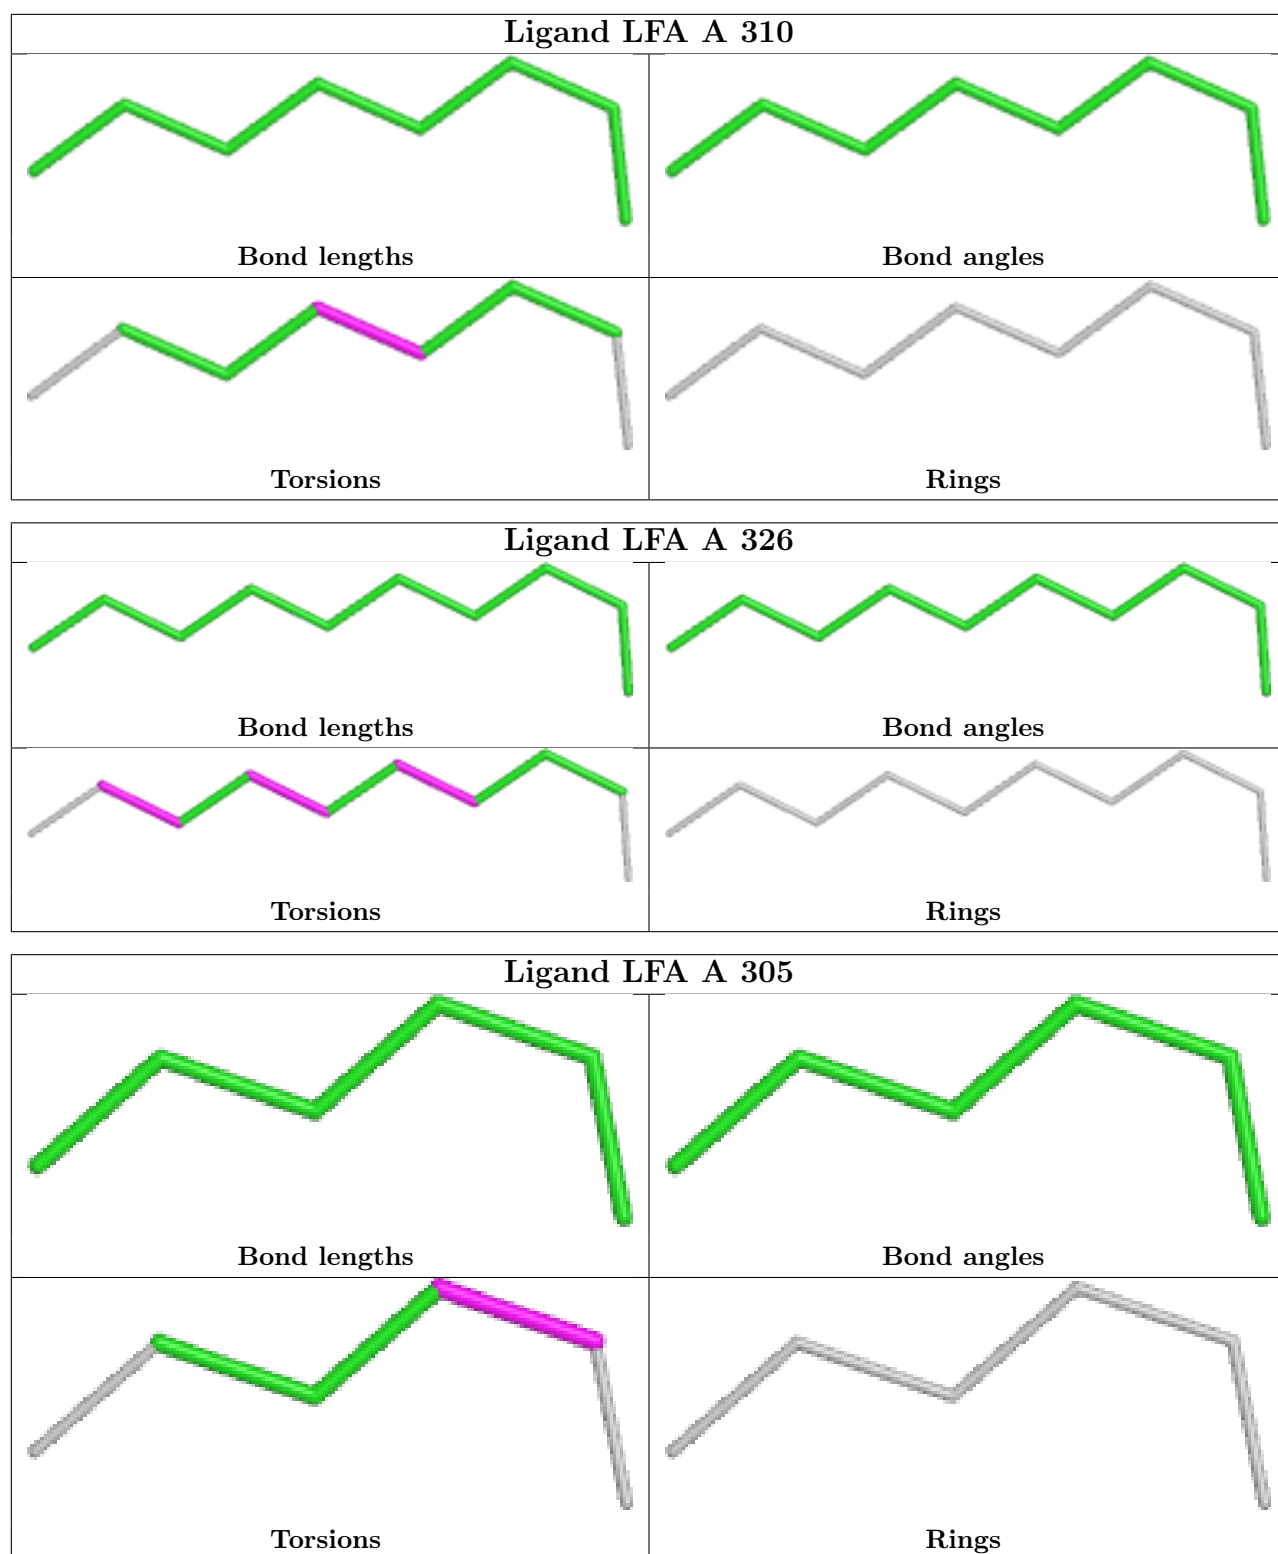 Ligand LFA A 310
Bond lengths
Bond angles
Torsions
Rings
Ligand LFA A 326
Bond lengths
Bond angles
Torsions
Rings
Ligand LFA A 305
Bond lengths
Bond angles
Torsions
Rings